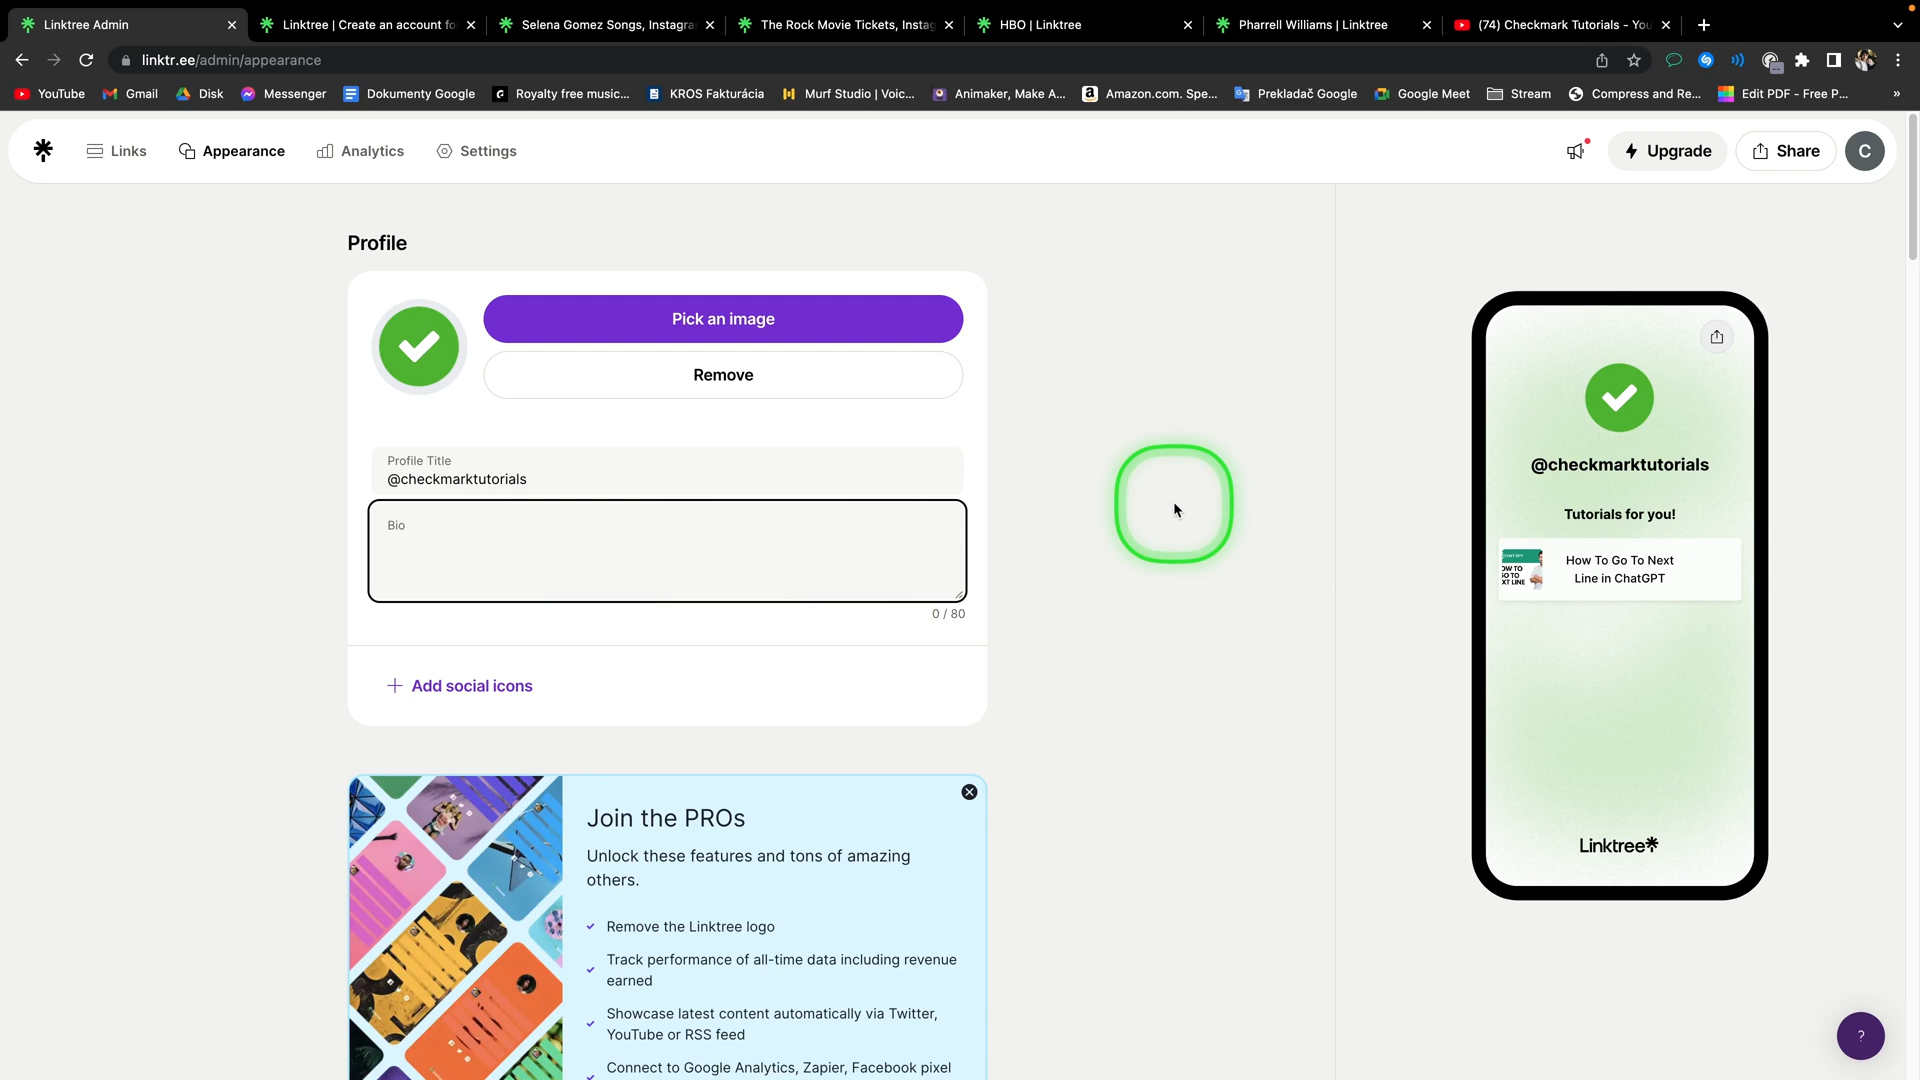 Linktree Admin
Linktree | Create an account fo
Selena Gomez Songs, Instagra
The Rock Movie Tickets, Instag
HBO | Linktree
Pharrell Williams | Linktree
(74) Checkmark Tutorials - You
linktr.ee/admin/appearance
YouTube
Gmail
Disk
Messenger
Dokumenty Google
Royalty free music...
KROS Fakturácia
Murf Studio | Voic...
Animaker, Make A...
Amazon.com. Spe...
Prekladač Google
Google Meet
Stream
Compress and Re...
Edit PDF - Free P...
Links
Appearance
Analytics
Settings
Upgrade
Share
C
Profile
Pick an image
Remove
Profile Title
@checkmarktutorials
Bio
0 / 80
Add social icons
Join the PROs
Unlock these features and tons of amazing
others.
Remove the Linktree logo
Track performance of all-time data including revenue
earned
Showcase latest content automatically via Twitter,
YouTube or RSS feed
Connect to Google Analytics, Zapier, Facebook pixel
@checkmarktutorials
Tutorials for you!
How To Go To Next
Line in ChatGPT
Linktree
?